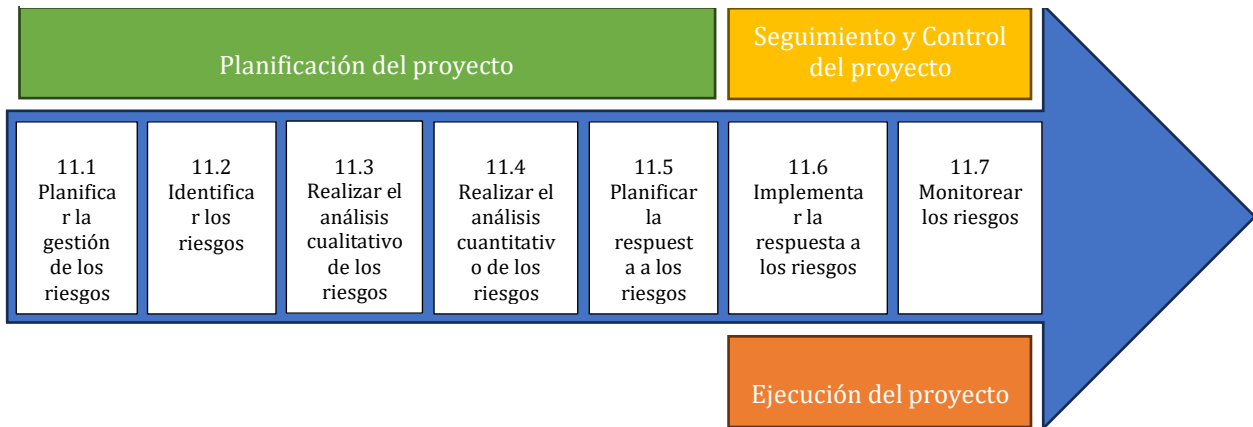 Planificación del proyecto
Seguimiento y Control
del proyecto
11.1
Planifica
r la
gestión
de los
riesgos
11.2
Identifica
r los
riesgos
11.3
Realizar el
análisis
cualitativo
de los
riesgos
11.4
Realizar el
análisis
cuantitativ
o de los
riesgos
11.5
Planificar
la
respuest
a a los
riesgos
11.6
Implementa
r la
respuesta a
los riesgos
11.7
Monitorear
los riesgos
Ejecución del proyecto